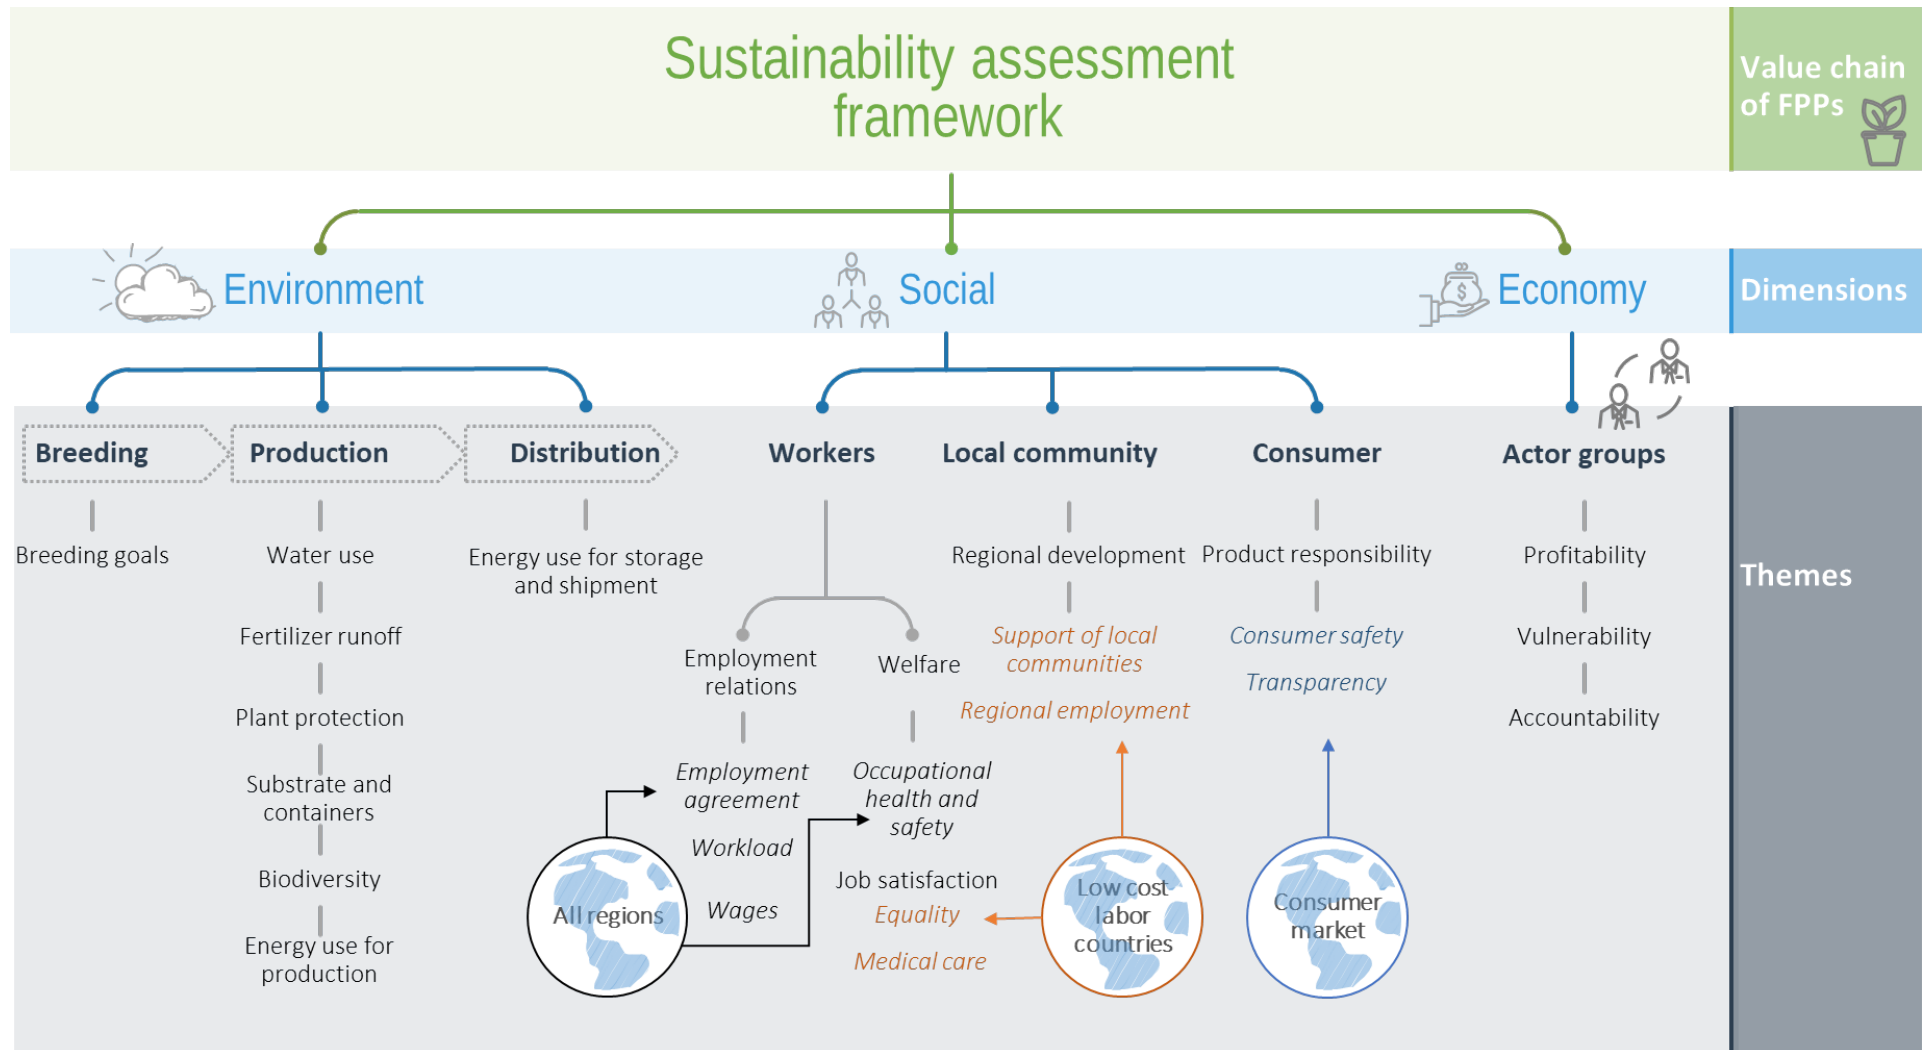 Sustainability assessment
framework
Value chain
of FPPs
Environment
Social
$
Economy
Dimensions
Breeding
Production
Distribution
Workers
Local community
Consumer
Actor groups
Themes
Breeding goals
Water use
Fertilizer runoff
Plant protection
Substrate and
containers
Biodiversity
Energy use for
production
Energy use for storage
and shipment
Employment
relations
Employment
agreement
Workload
Wages
Welfare
Occupational
health and
safety
Job satisfaction
Equality
Medical care
Regional development
Support of local
communities
Regional employment
Product responsibility
Consumer safety
Transparency
Profitability
Vulnerability
Accountability
All regions
Low cost
labor
countries
Consumer
market